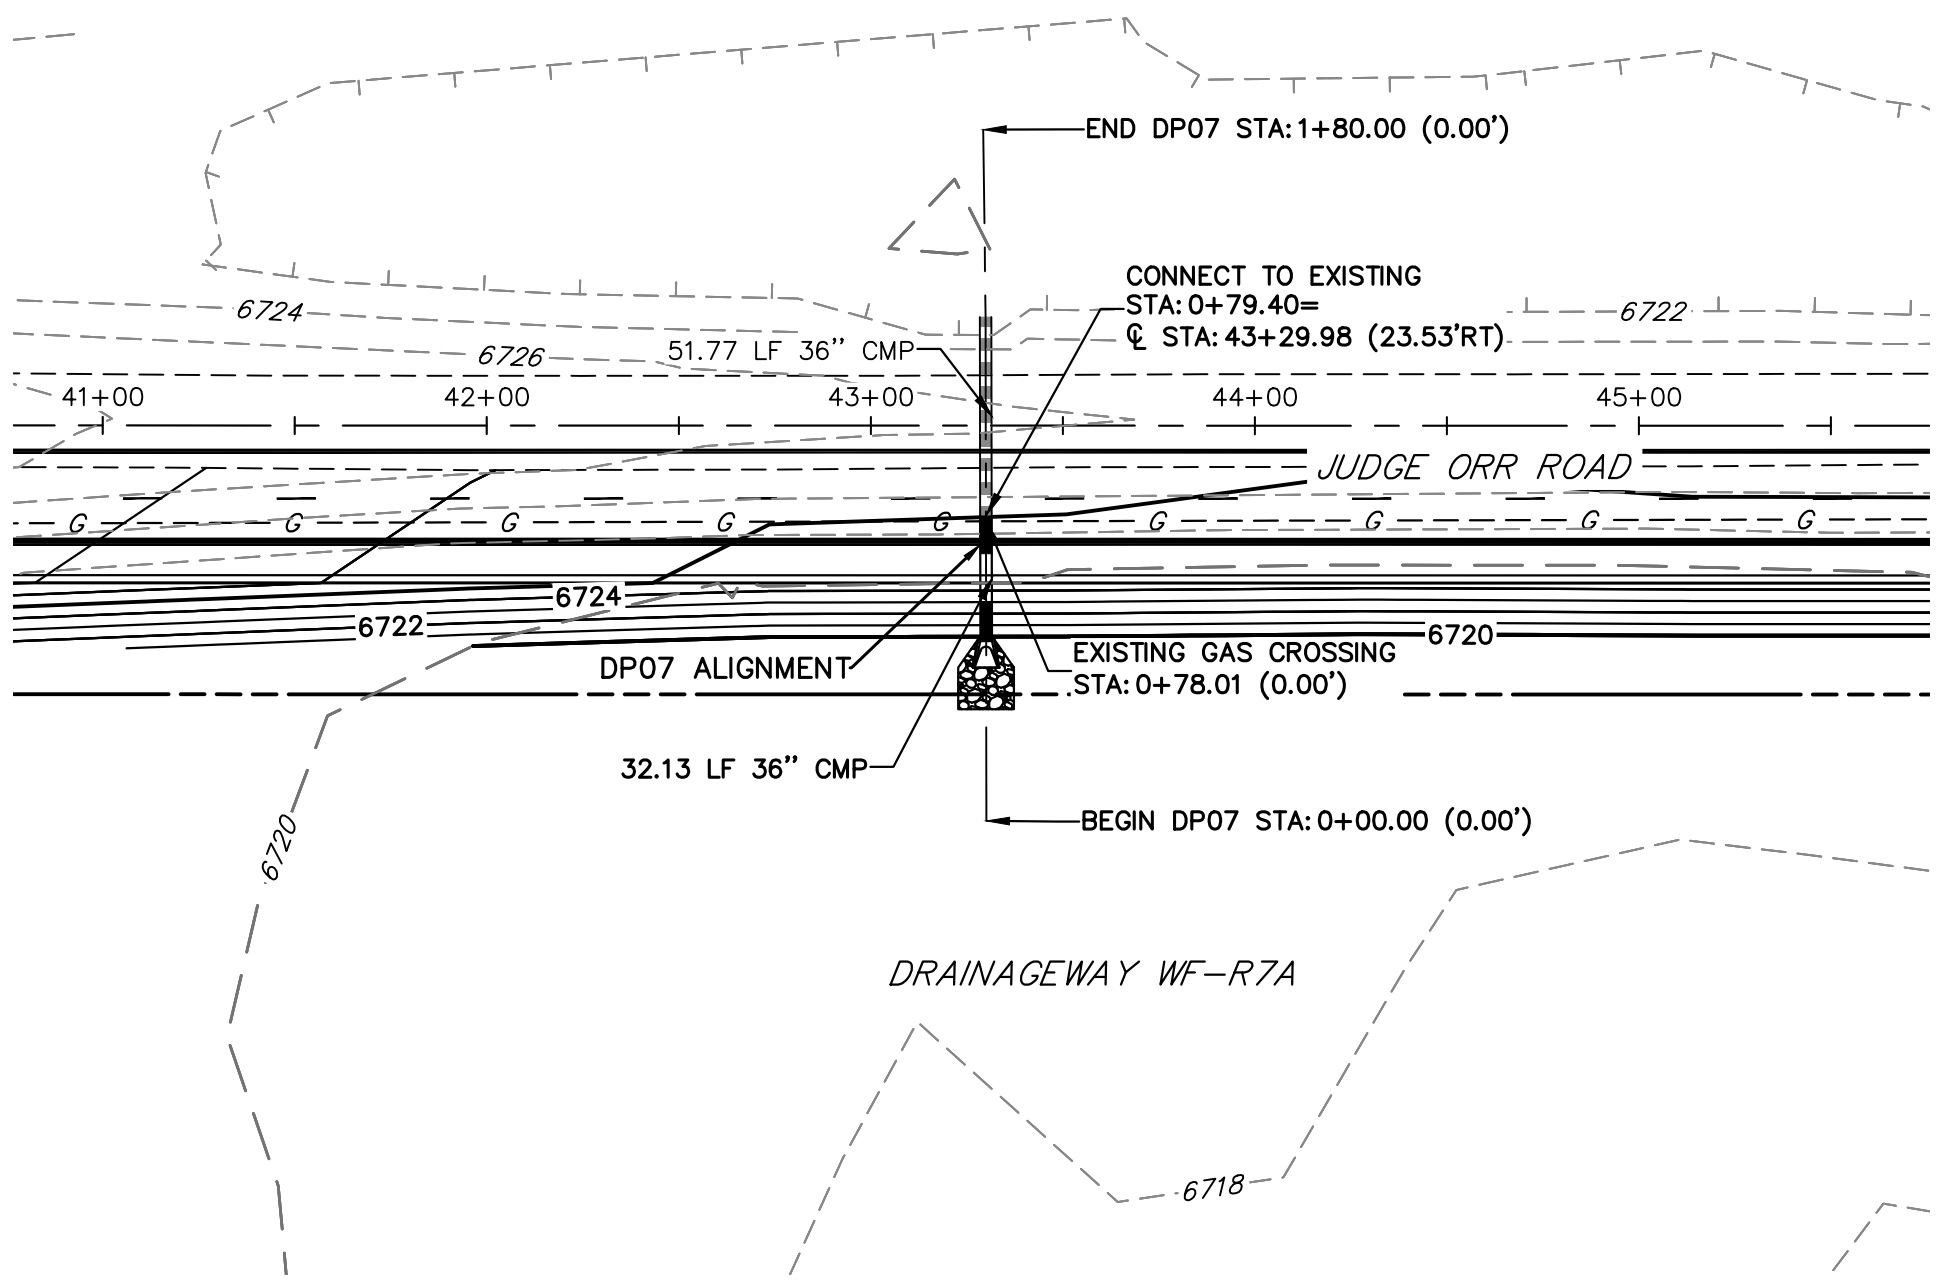 END DP07 STA: 1+80.00 (0.00')
CONNECT TO EXISTING
STA: 0+79.40=
℄ STA: 43+29.98 (23.53'RT)
6724
6722
6726
51.77 LF 36" CMP
41+00
42+00
43+00
44+00
45+00
JUDGE ORR ROAD
G
G
G
G
G
G
G
G
G
6724
6722
6720
DP07 ALIGNMENT
EXISTING GAS CROSSING
STA: 0+78.01 (0.00')
32.13 LF 36" CMP
BEGIN DP07 STA: 0+00.00 (0.00')
6720
DRAINAGEWAY WF-R7A
6718